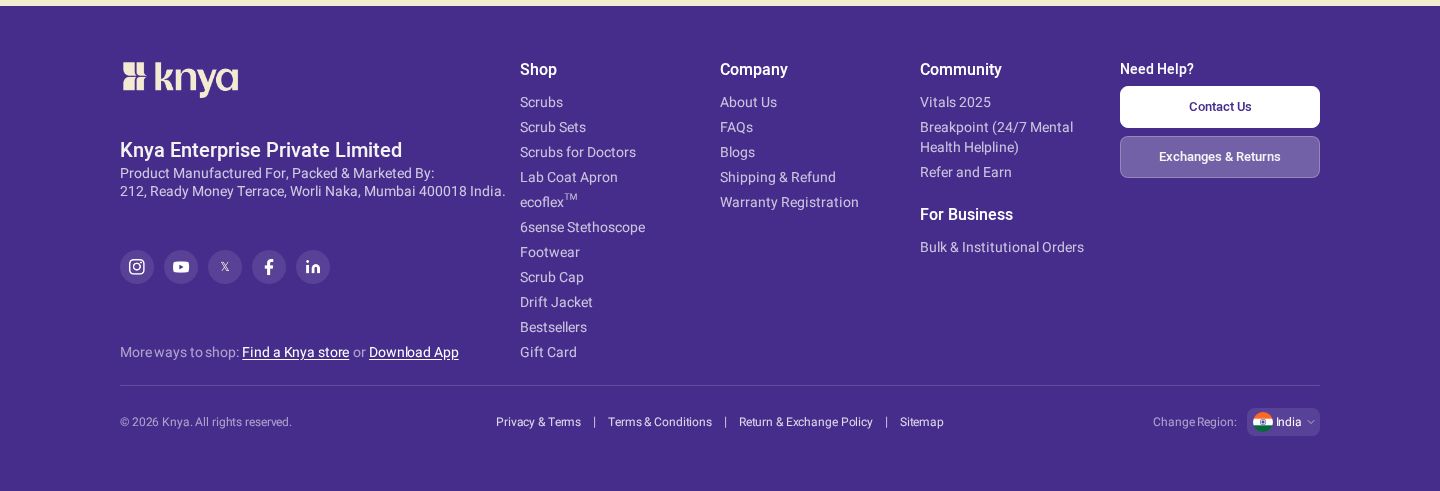 knya
Knya Enterprise Private Limited
Product Manufactured For, Packed & Marketed By:
212, Ready Money Terrace, Worli Naka, Mumbai 400018 India.
More ways to shop: Find a Knya store or Download App
Shop
Scrubs
Scrub Sets
Scrubs for Doctors
Lab Coat Apron
ecoflex™
6sense Stethoscope
Footwear
Scrub Cap
Drift Jacket
Bestsellers
Gift Card
Company
About Us
FAQs
Blogs
Shipping & Refund
Warranty Registration
Community
Vitals 2025
Breakpoint (24/7 Mental
Health Helpline)
Refer and Earn
For Business
Bulk & Institutional Orders
Need Help?
Contact Us
Exchanges & Returns
© 2026 Knya. All rights reserved.
Privacy & Terms | Terms & Conditions | Return & Exchange Policy | Sitemap
Change Region: India